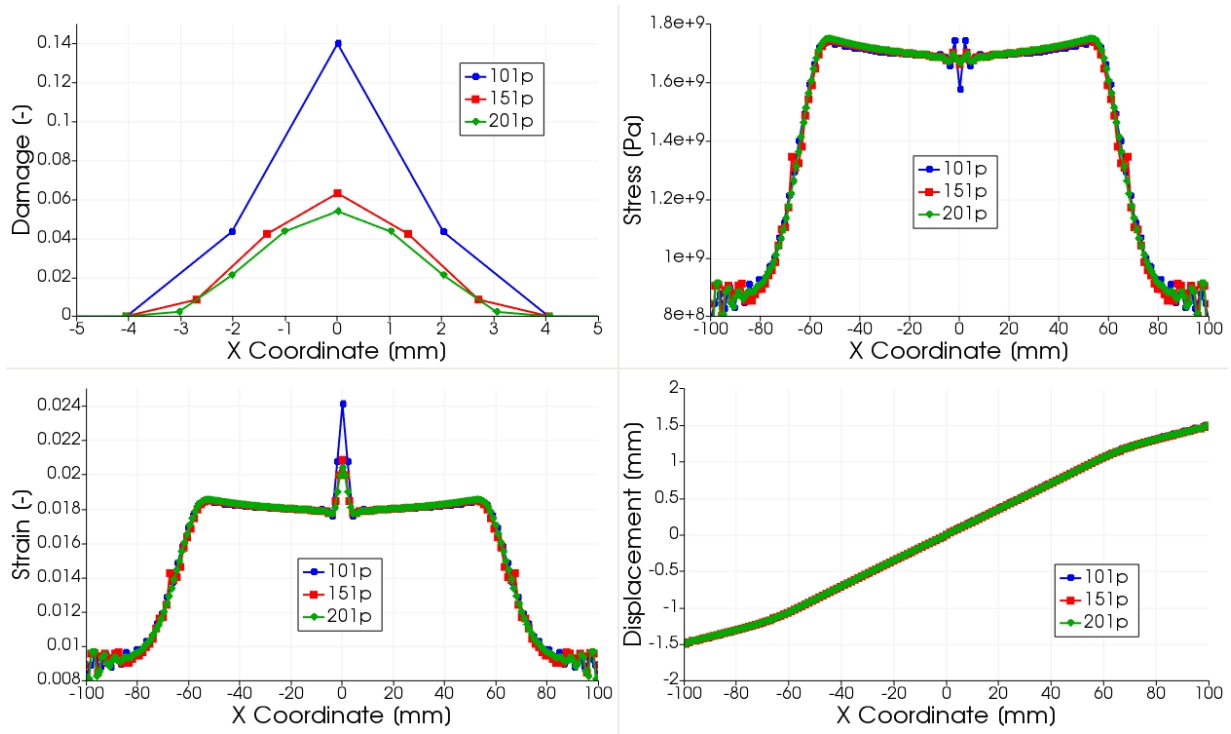 Damage (-)
0.14
0.12
0.1
0.08
0.06
0.04
0.02
0
-5 -4 -3 -2 -1 0 1 2 3 4 5
X Coordinate (mm)
101p
151p
201p
Stress (Pa)
1.8e+9
1.6e+9
1.4e+9
1.2e+9
1e+9
8e+8
-100 -80 -60 -40 -20 0 20 40 60 80 100
X Coordinate (mm)
101p
151p
201p
Strain (-)
0.024
0.022
0.02
0.018
0.016
0.014
0.012
0.01
0.008
-100 -80 -60 -40 -20 0 20 40 60 80 100
X Coordinate (mm)
101p
151p
201p
Displacement (mm)
2
1.5
1
0.5
0
-0.5
-1
-1.5
-2
-100 -80 -60 -40 -20 0 20 40 60 80 100
X Coordinate (mm)
101p
151p
201p